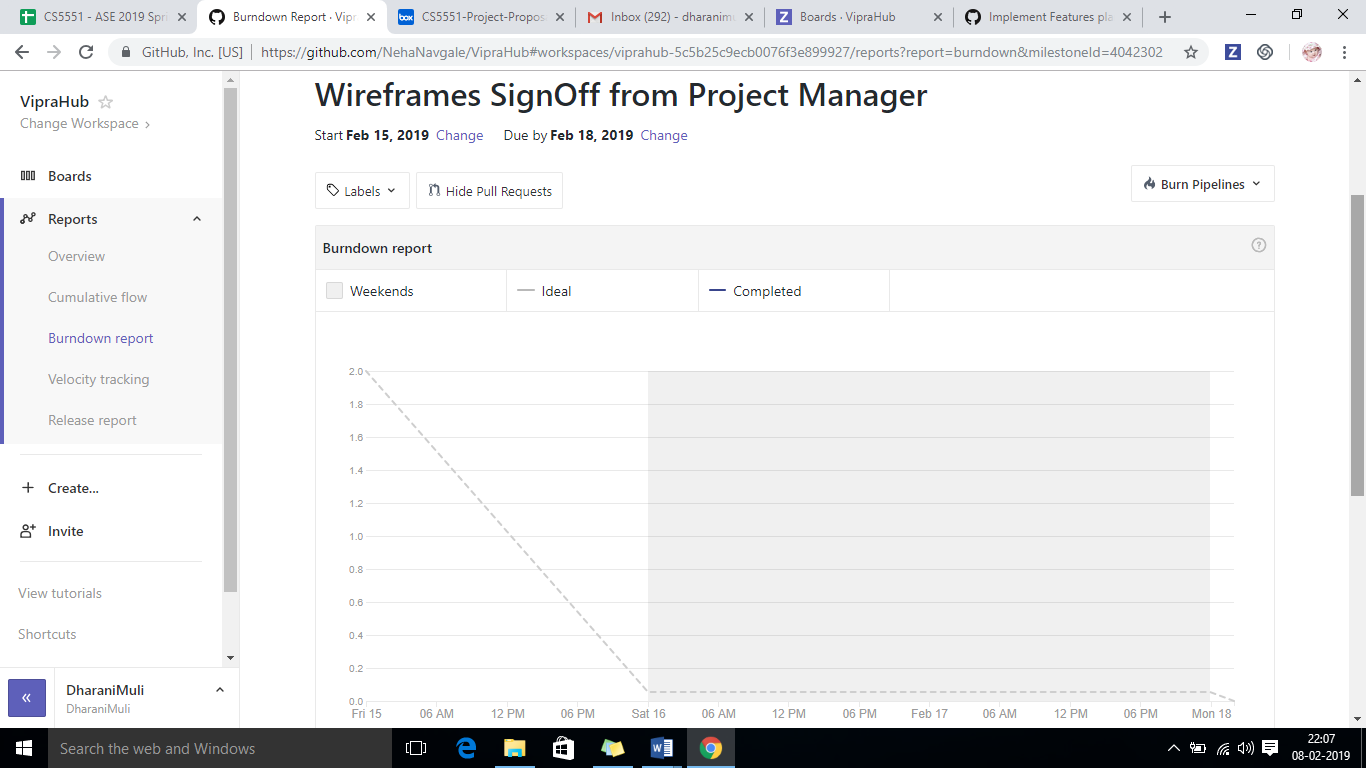 CS5551 - ASE 2019 Spri
Burndown Report · Vipr
CS5551-Project-Propos
Inbox (292) - dharanimu
Boards · VipraHub
Implement Features pla
GitHub, Inc. [US]
https://github.com/NehaNavgale/VipraHub#workspaces/viprahub-5c5b25c9ecb0076f3e899927/reports?report=burndown&milestoneId=4042302
VipraHub
Change Workspace
Boards
Reports
Overview
Cumulative flow
Burndown report
Velocity tracking
Release report
Create...
Invite
View tutorials
Shortcuts
DharaniMuli
DharaniMuli
Wireframes SignOff from Project Manager
Start Feb 15, 2019 Change Due by Feb 18, 2019 Change
Labels
Hide Pull Requests
Burn Pipelines
Burndown report
Weekends
Ideal
Completed
2.0
1.8
1.6
1.4
1.2
1.0
0.8
0.6
0.4
0.2
0.0
Fri 15 06 AM 12 PM 06 PM Sat 16 06 AM 12 PM 06 PM Feb 17 06 AM 12 PM 06 PM Mon 18
Search the web and Windows
22:07
08-02-2019